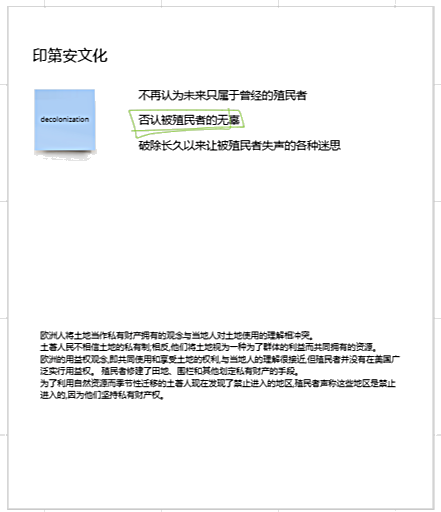 印第安文化
不再认为未来只属于曾经的殖民者
decolonization
否认被殖民者的无辜
破除长久以来让被殖民者失声的各种迷思
欧洲人将土地当作私有财产拥有的观念与当地人对土地使用的理解相冲突。
土著人民不相信土地的私有制;相反,他们将土地视为一种为了群体的利益而共同拥有的资源。
欧洲的用益权观念,即共同使用和享受土地的权利,与当地人的理解很接近,但殖民者并没有在美国广
泛实行用益权。 殖民者修建了田地、围栏和其他划定私有财产的手段。
为了利用自然资源而季节性迁移的土著人现在发现了禁止进入的地区,殖民者声称这些地区是禁止
进入的,因为他们坚持私有财产权。